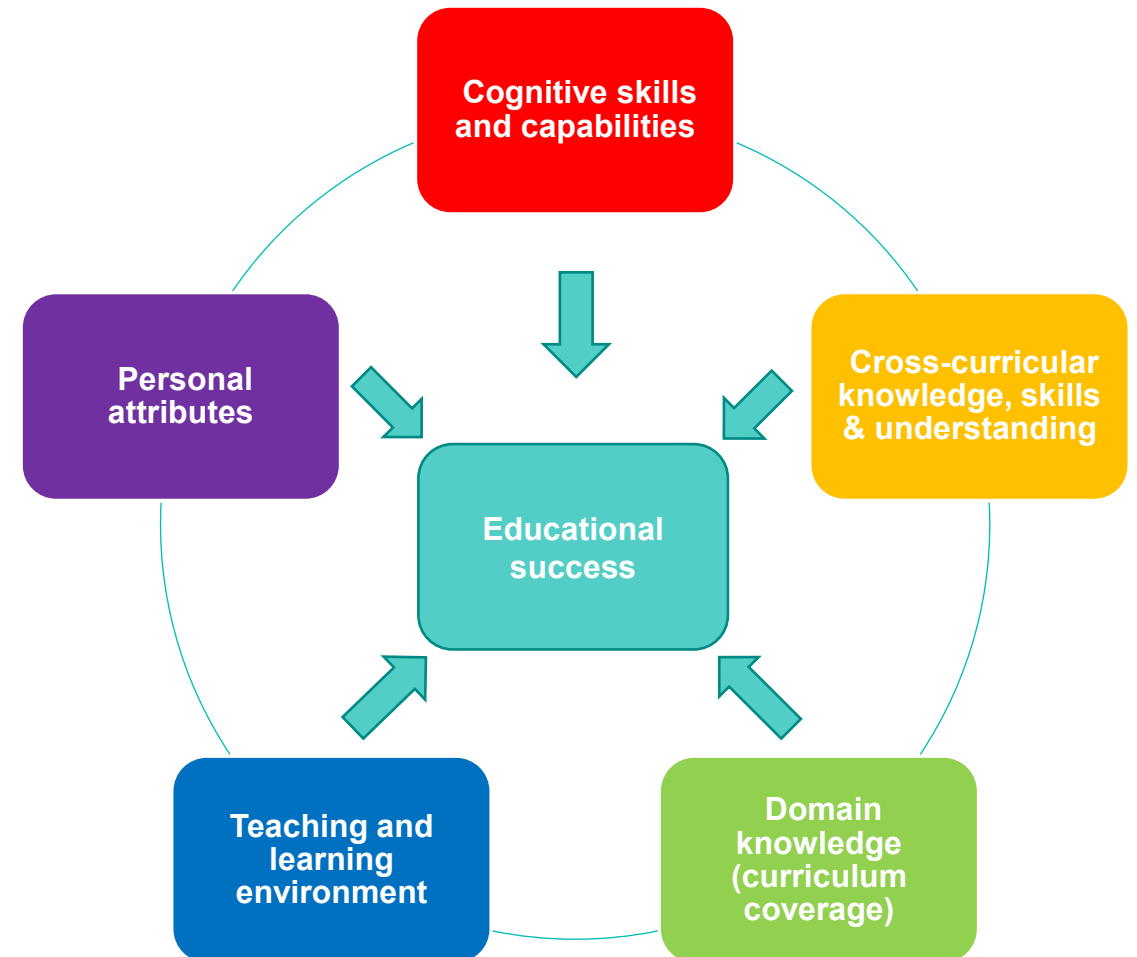 Cognitive skills
and capabilities
Cross-curricular
knowledge, skills
& understanding
Personal
attributes
Educational
success
Teaching and
learning
environment
Domain
knowledge
(curriculum
coverage)